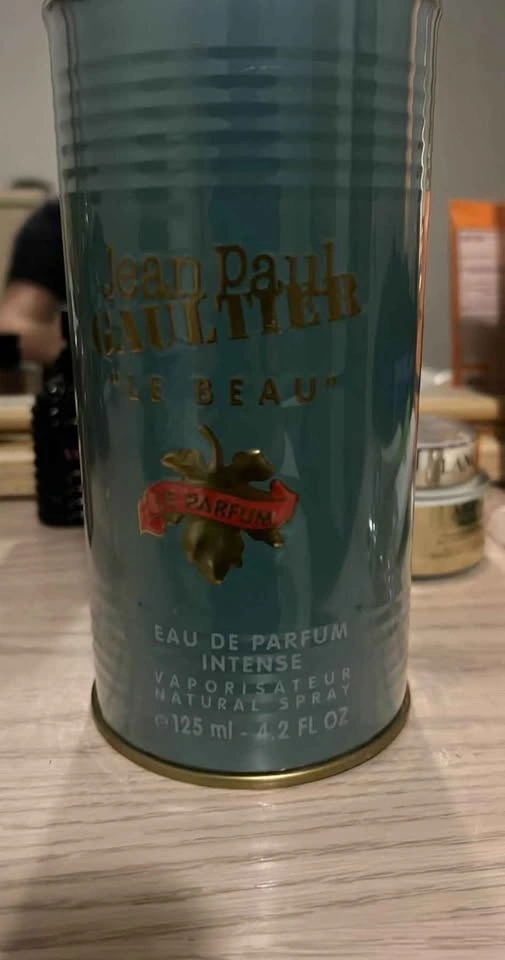 Jean Paul
GAULTIER
"LE BEAU"
LE PARFUM
EAU DE PARFUM
INTENSE
VAPORISATEUR
NATURAL SPRAY
℮125 ml - 4.2 FL OZ